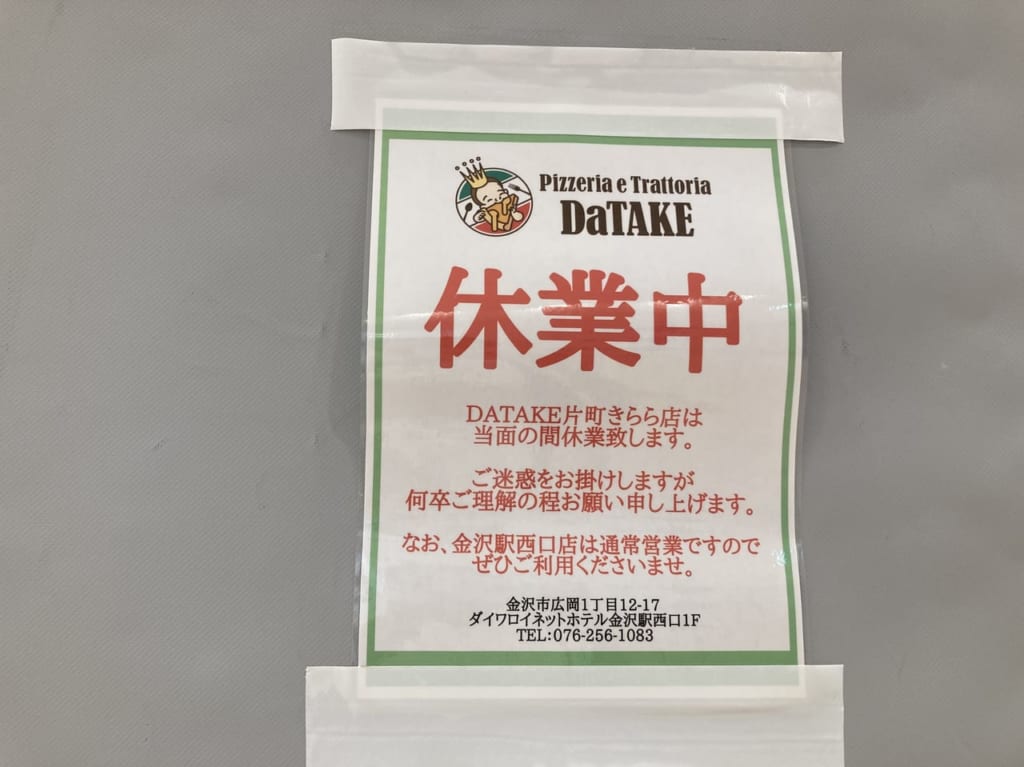 Pizzeria e Trattoria
DaTAKE
休業中
DATAKE片町きらら店は
当面の間休業致します。
ご迷惑をお掛けしますが
何卒ご理解の程お願い申し上げます。
なお、金沢駅西口店は通常営業ですので
ぜひご利用くださいませ。
金沢市広岡1丁目12-17
ダイワロイネットホテル金沢駅西口1F
TEL:076-256-1083